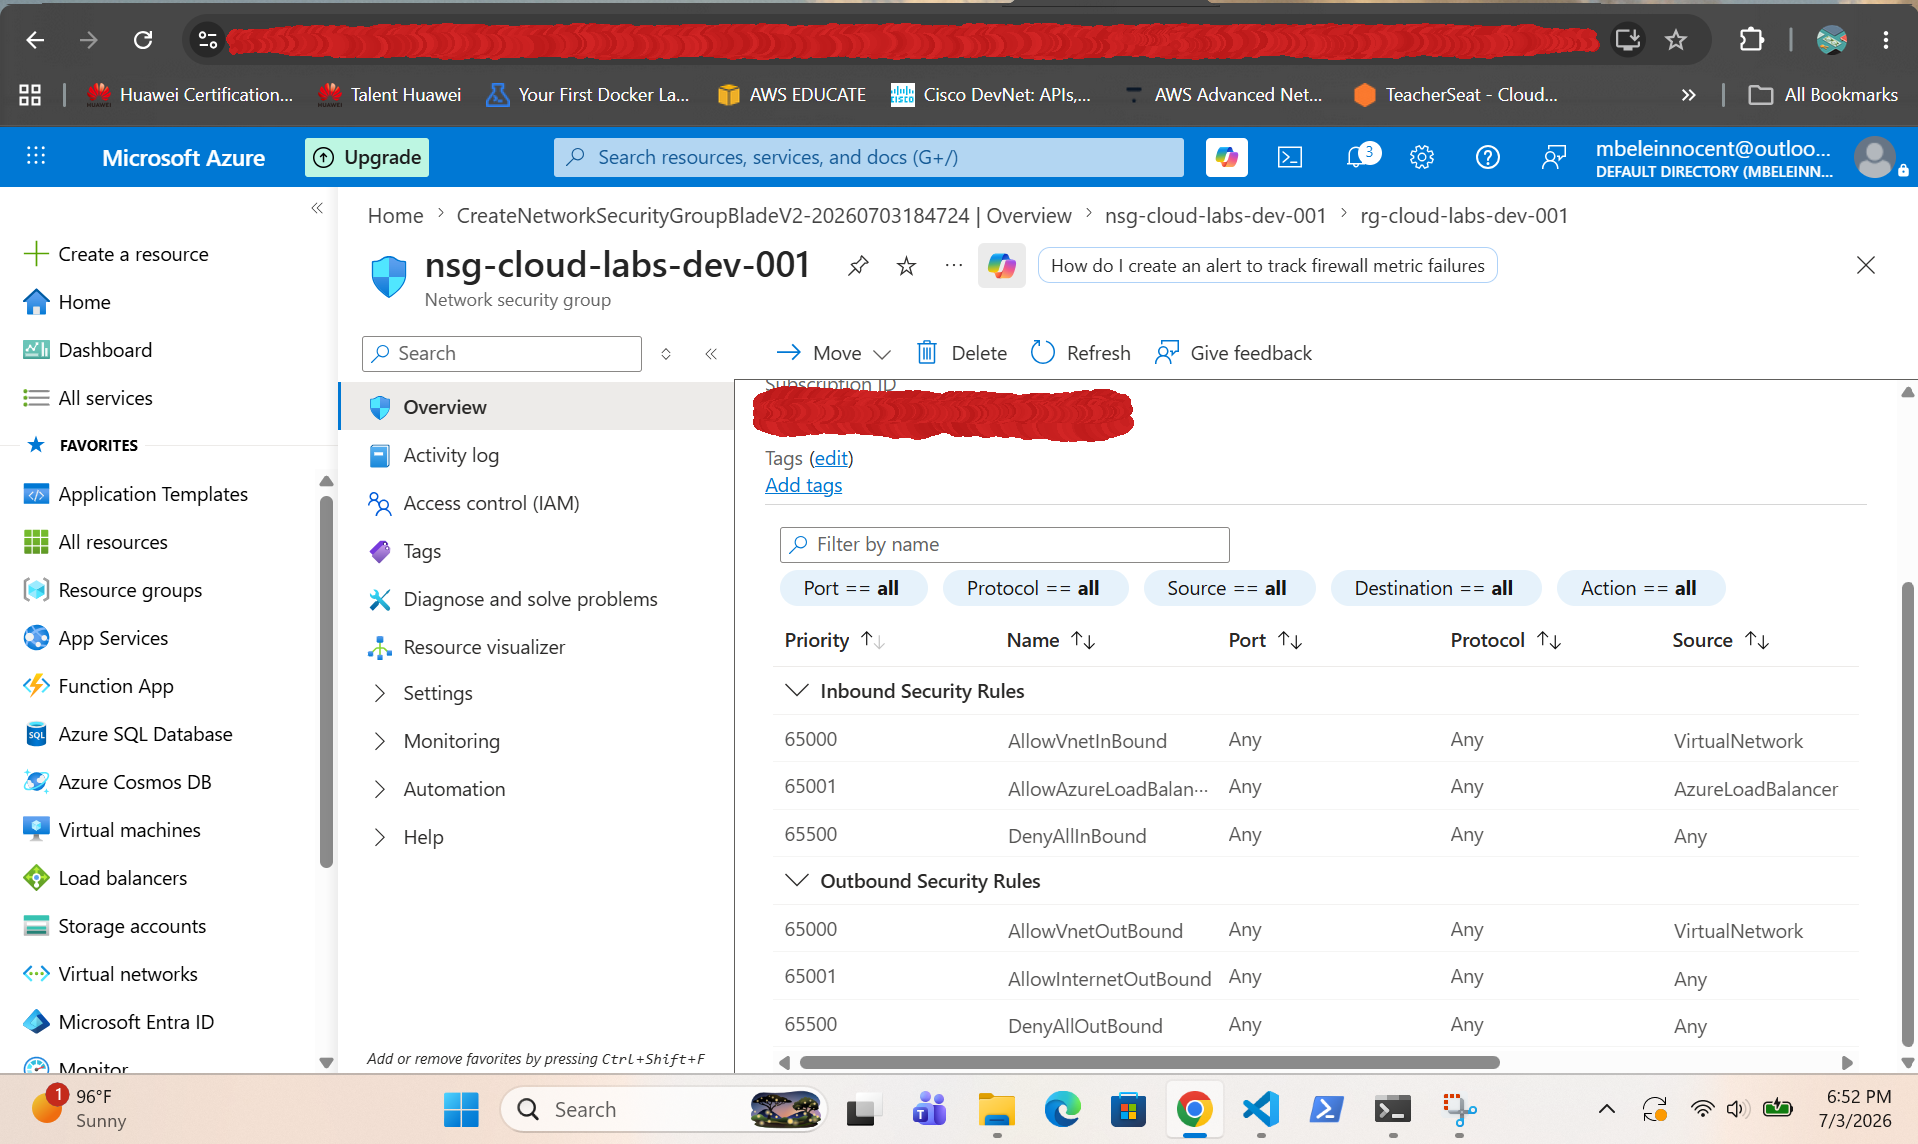 Huawei Certification... Talent Huawei Your First Docker La... AWS EDUCATE Cisco DevNet: APIs,... AWS Advanced Net... TeacherSeat - Cloud... » All Bookmarks
Microsoft Azure Upgrade Search resources, services, and docs (G+/) 3 mbeleinnocent@outloo...
DEFAULT DIRECTORY (MBELEINN...
Home > CreateNetworkSecurityGroupBladeV2-20260703184724 | Overview > nsg-cloud-labs-dev-001 > rg-cloud-labs-dev-001
nsg-cloud-labs-dev-001 ... How do I create an alert to track firewall metric failures
Network security group
Search Move Delete Refresh Give feedback
Create a resource
Home
Dashboard
All services
FAVORITES
Application Templates
All resources
Resource groups
App Services
Function App
Azure SQL Database
Azure Cosmos DB
Virtual machines
Load balancers
Storage accounts
Virtual networks
Microsoft Entra ID
Monitor
Overview
Activity log
Access control (IAM)
Tags
Diagnose and solve problems
Resource visualizer
Settings
Monitoring
Automation
Help
Add or remove favorites by pressing Ctrl+Shift+F
Subscription ID
Tags (edit)
Add tags
Filter by name
Port == all Protocol == all Source == all Destination == all Action == all
Priority Name Port Protocol Source
Inbound Security Rules
65000 AllowVnetInBound Any Any VirtualNetwork
65001 AllowAzureLoadBalan... Any Any AzureLoadBalancer
65500 DenyAllInBound Any Any Any
Outbound Security Rules
65000 AllowVnetOutBound Any Any VirtualNetwork
65001 AllowInternetOutBound Any Any Any
65500 DenyAllOutBound Any Any Any
1 96°F
Sunny
Search
6:52 PM
7/3/2026